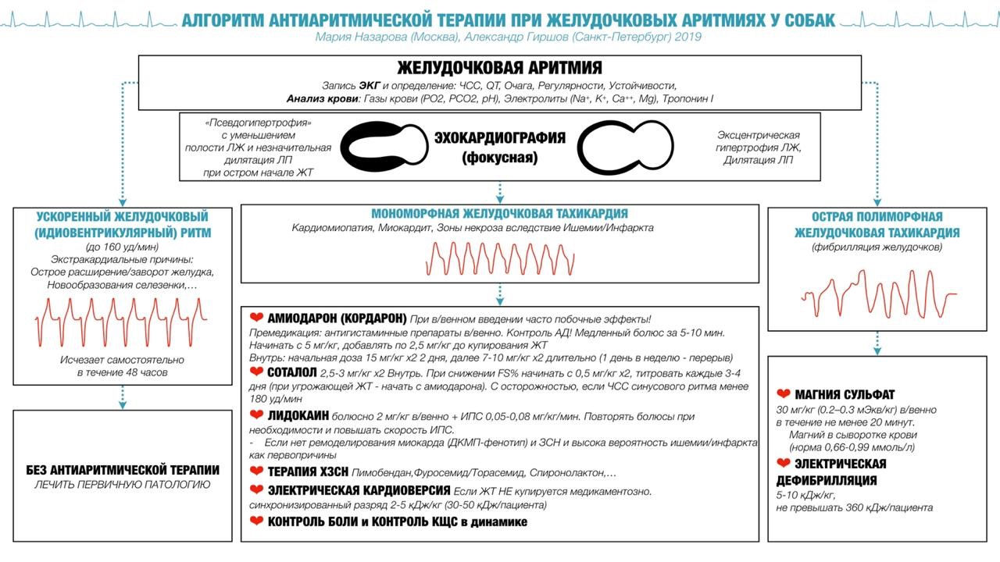 АЛГОРИТМ АНТИАРИТМИЧЕСКОЙ ТЕРАПИИ ПРИ ЖЕЛУДОЧКОВЫХ АРИТМИЯХ У СОБАК
Мария Назарова (Москва), Александр Гиршов (Санкт-Петербург) 2019
ЖЕЛУДОЧКОВАЯ АРИТМИЯ
Запись ЭКГ и определение: ЧСС, QT, Очага, Регулярности, Устойчивости,
Анализ крови: Газы крови (PO2, PCO2, pH), Электролиты (Na⁺, K⁺, Ca⁺⁺, Mg), Тропонин I
«Псевдогипертрофия»
с уменьшением
полости ЛЖ и незначительная
дилятация ЛП
при остром начале ЖТ
ЭХОКАРДИОГРАФИЯ
(фокусная)
Эксцентрическая
гипертрофия ЛЖ,
Дилятация ЛП
УСКОРЕННЫЙ ЖЕЛУДОЧКОВЫЙ
(ИДИОВЕНТРИКУЛЯРНЫЙ) РИТМ
(до 160 уд/мин)
Экстракардиальные причины:
Острое расширение/заворот желудка,
Новообразования селезенки,...
Исчезает самостоятельно
в течение 48 часов
БЕЗ АНТИАРИТМИЧЕСКОЙ ТЕРАПИИ
ЛЕЧИТЬ ПЕРВИЧНУЮ ПАТОЛОГИЮ
МОНОМОРФНАЯ ЖЕЛУДОЧКОВАЯ ТАХИКАРДИЯ
Кардиомиопатия, Миокардит, Зоны некроза вследствие Ишемии/Инфаркта
❤ АМИОДАРОН (КОРДАРОН) При в/венном введении часто побочные эффекты!
Премедикация: антигистаминные препараты в/венно. Контроль АД! Медленный болюс за 5-10 мин.
Начинать с 5 мг/кг, добавлять по 2,5 мг/кг до купирования ЖТ
Внутрь: начальная доза 15 мг/кг х2 2 дня, далее 7-10 мг/кг х2 длительно (1 день в неделю - перерыв)
❤ СОТАЛОЛ 2,5-3 мг/кг х2 Внутрь. При снижении FS% начинать с 0,5 мг/кг х2, титровать каждые 3-4
дня (при угрожающей ЖТ - начать с амиодарона). С осторожностью, если ЧСС синусового ритма менее
180 уд/мин
❤ ЛИДОКАИН болюсно 2 мг/кг в/венно + ИПС 0,05-0,08 мг/кг/мин. Повторять болюсы при
необходимости и повышать скорость ИПС.
- Если нет ремоделирования миокарда (ДКМП-фенотип) и ЗСН и высока вероятность ишемии/инфаркта
как первопричины
❤ ТЕРАПИЯ ХЗСН Пимобендан,Фуросемид/Торасемид, Спиронолактон,...
❤ ЭЛЕКТРИЧЕСКАЯ КАРДИОВЕРСИЯ Если ЖТ НЕ купируется медикаментозно.
синхронизированный разряд 2-5 кДж/кг (30-50 кДж/пациента)
❤ КОНТРОЛЬ БОЛИ и КОНТРОЛЬ КЩС в динамике
ОСТРАЯ ПОЛИМОРФНАЯ
ЖЕЛУДОЧКОВАЯ ТАХИКАРДИЯ
(фибрилляция желудочков)
❤ МАГНИЯ СУЛЬФАТ
30 мг/кг (0.2–0.3 мЭкв/кг) в/венно
в течение не менее 20 минут.
Магний в сыворотке крови
(норма 0,66-0,99 ммоль/л)
❤ ЭЛЕКТРИЧЕСКАЯ
ДЕФИБРИЛЛЯЦИЯ
5-10 кДж/кг,
не превышать 360 кДж/пациента